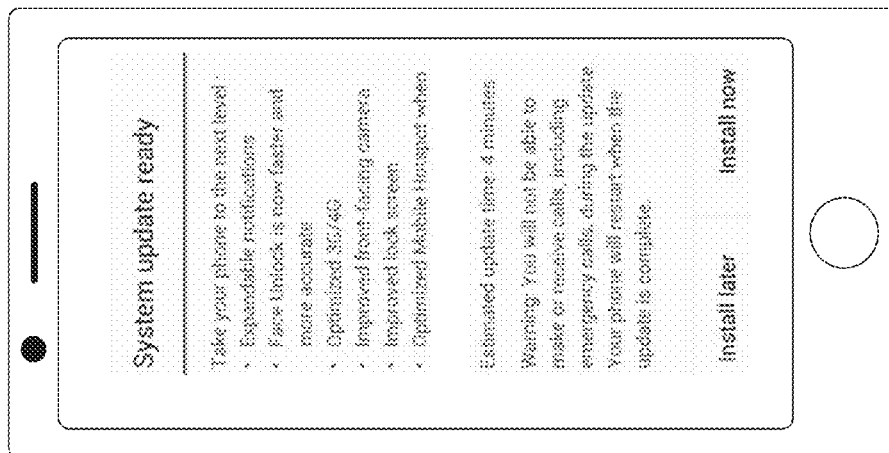 System update ready
Take your phone to the next level:
• Expandable notifications
• Face Unlock is now faster and
more accurate
• Optimized 3G/4G
• Improved front-facing camera
• Improved lock screen
• Optimized Mobile Hotspot when
Estimated update time: 4 minutes
Warning: You will not be able to
make or receive calls, including
emergency calls, during the update.
Your phone will restart when the
update is complete.
Install later Install now